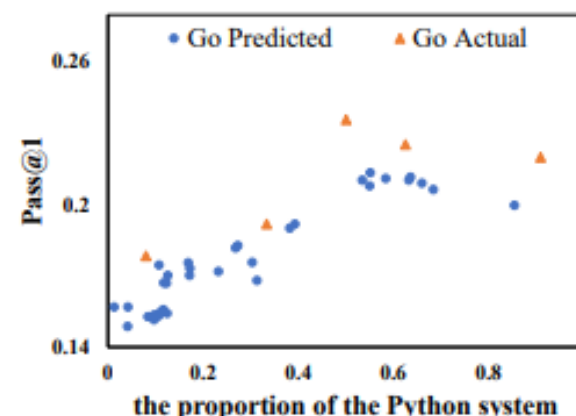 Go Predicted Go Actual
0.26
0.2
0.14
Pass@1
0 0.2 0.4 0.6 0.8
the proportion of the Python system